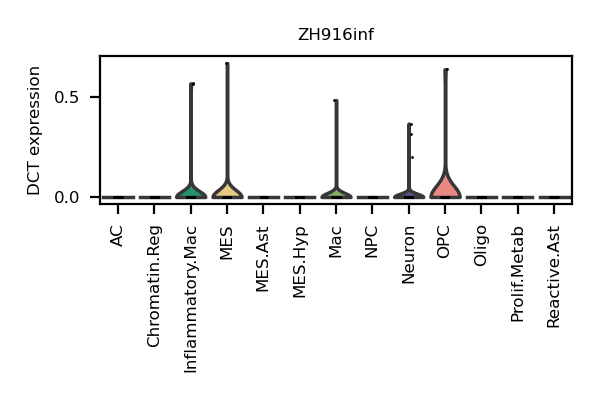 ZH916inf
DCT expression
0.5
0.0
AC
Chromatin.Reg
Inflammatory.Mac
MES
MES.Ast
MES.Hyp
Mac
NPC
Neuron
OPC
Oligo
Prolif.Metab
Reactive.Ast